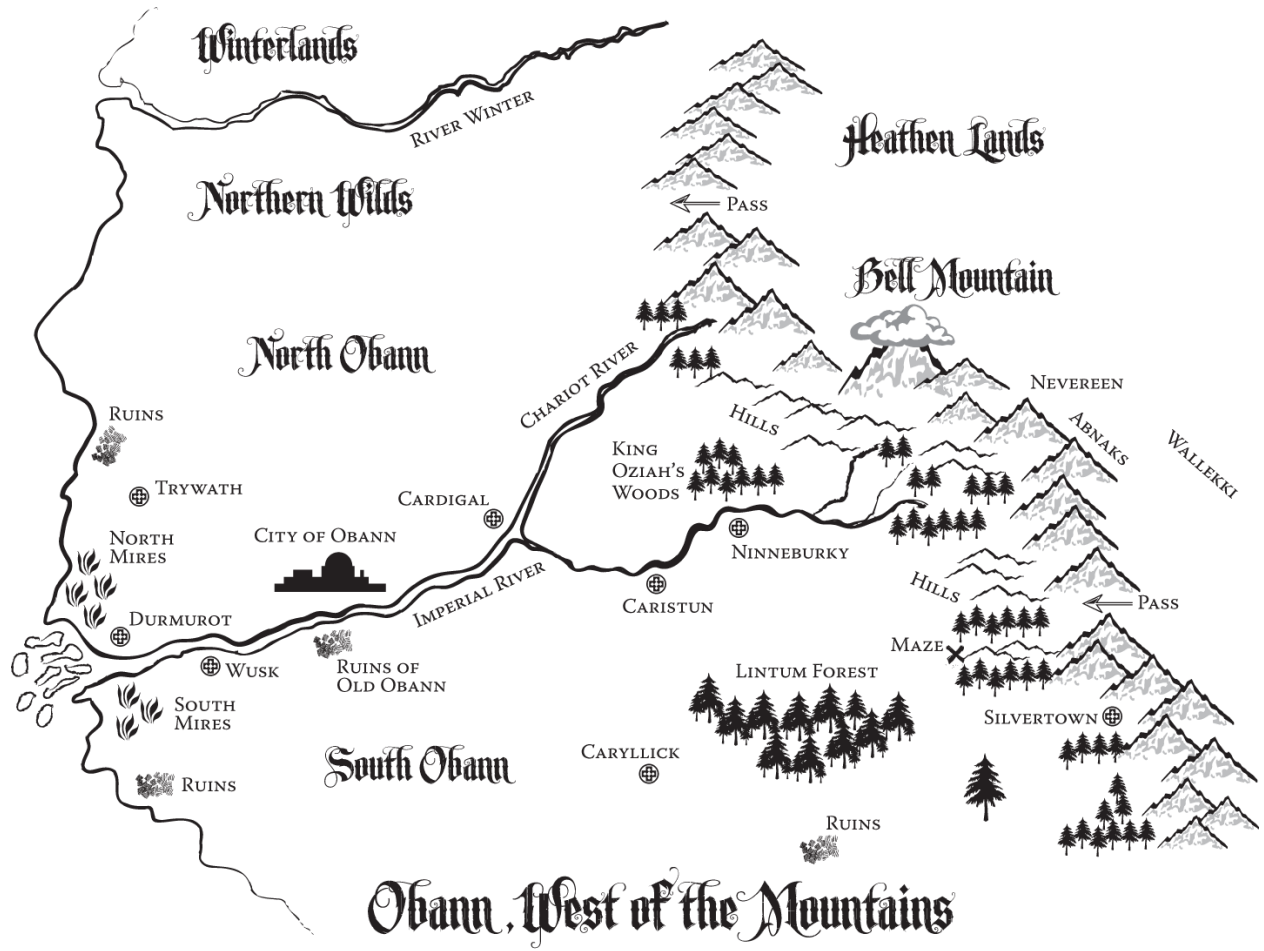 Winterlands
River Winter
Heathen Lands
Northern Wilds
Pass
Bell Mountain
North Obann
Chariot River
Nevereen
Abnaks
Wallekki
Hills
Ruins
King
Oziah's
Woods
Trywath
Cardigal
North
Mires
City of Obann
Ninneburky
Imperial River
Caristun
Hills
Pass
Durmurot
Maze
Wusk
Ruins of
Old Obann
Lintum Forest
South
Mires
Silvertown
South Obann
Caryllick
Ruins
Ruins
Obann, West of the Mountains